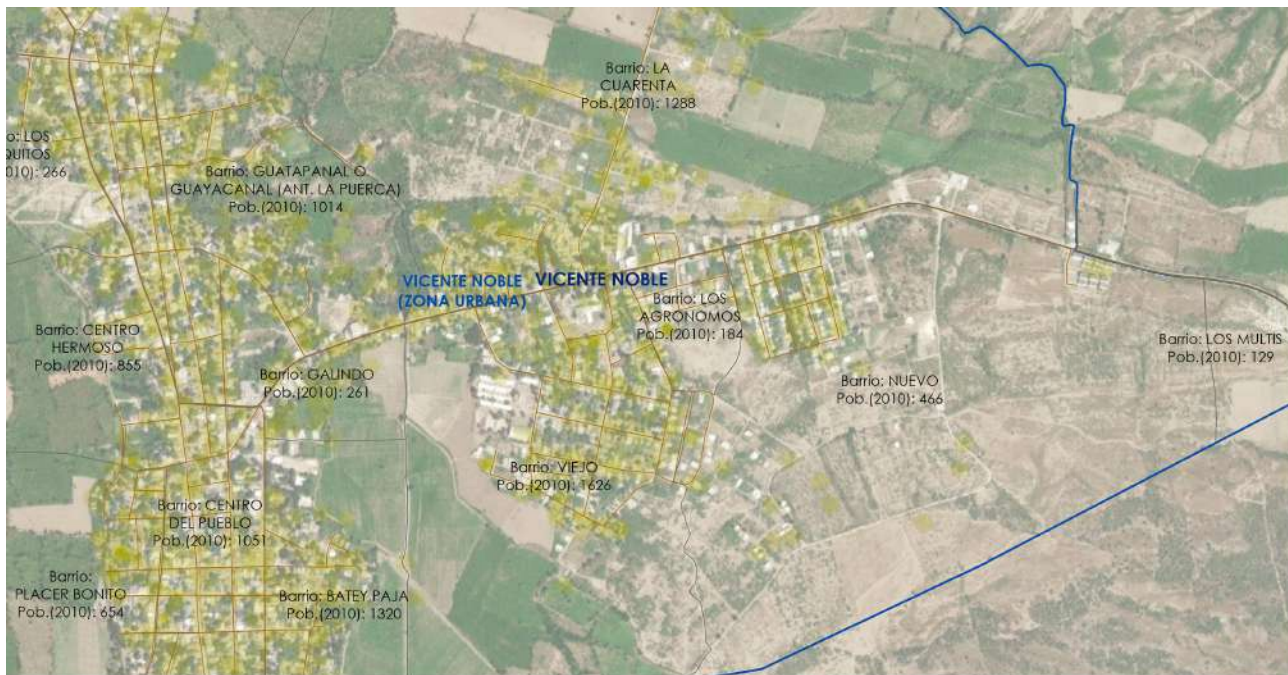 Barrio: LA
CUARENTA
Pob.(2010): 1288
LOS
266
Barrio: GUATAPANAL O
GUAYACANAL (ANT. LA PUERCA)
Pob.(2010): 1014
VICENTE NOBLE
(ZONA URBANA)
VICENTE NOBLE
Barrio: LOS
AGRONOMOS
Pob.(2010): 184
Barrio: CENTRO
HERMOSO
Pob.(2010): 855
Barrio: LOS MULTIS
Pob.(2010): 129
Barrio: GALINDO
Pob.(2010): 261
Barrio: NUEVO
Pob.(2010): 466
Barrio: VIEJO
Pob.(2010): 1626
Barrio: CENTRO
DEL PUEBLO
Pob.(2010): 1051
Barrio:
PLACER BONITO
Pob.(2010): 654
Barrio: BATEY PAJA
Pob.(2010): 1320